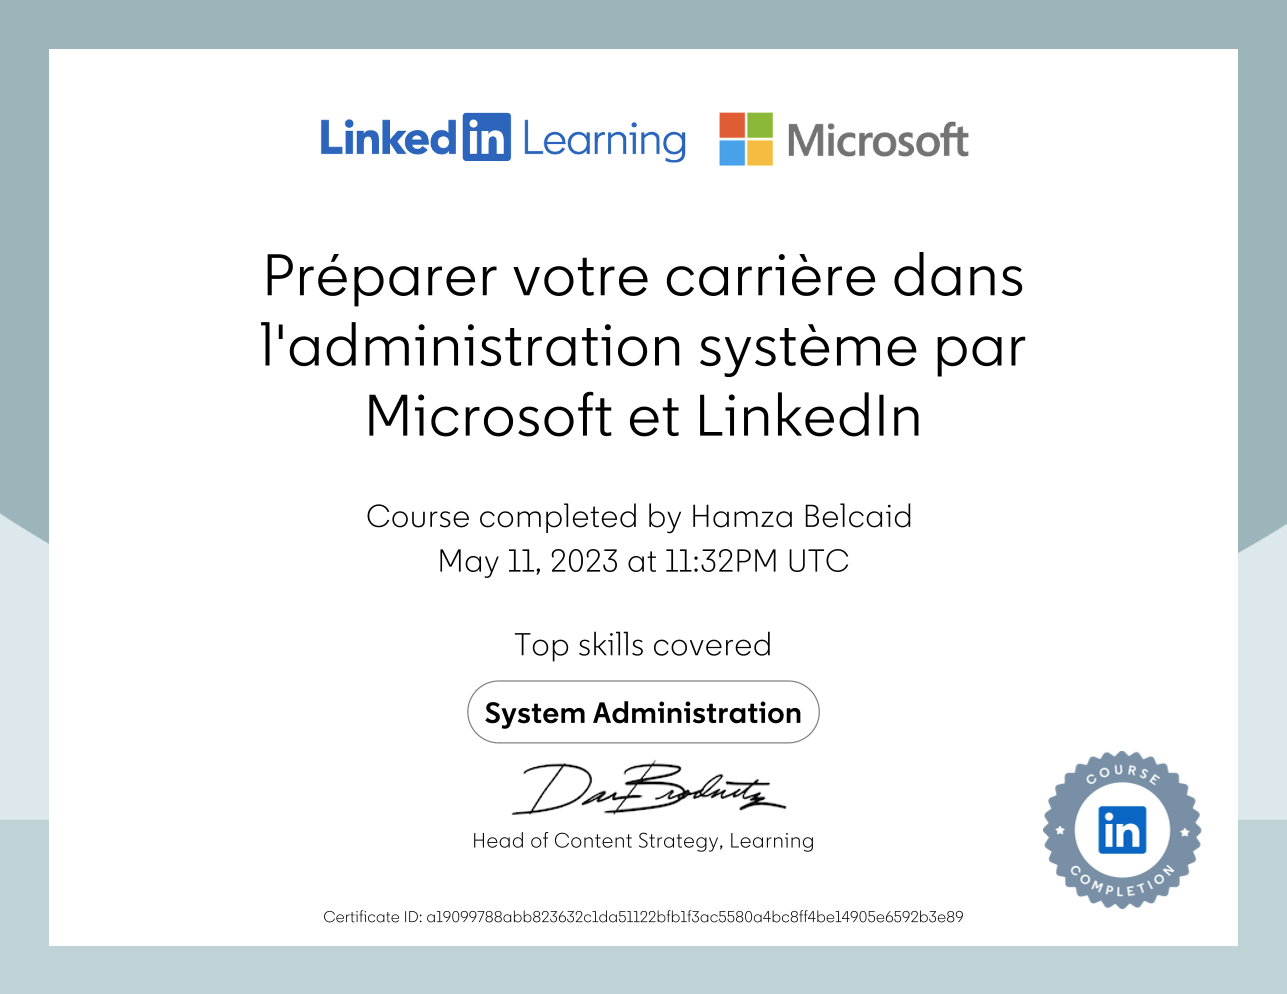 LinkedIn Learning Microsoft
Préparer votre carrière dans
l'administration système par
Microsoft et LinkedIn
Course completed by Hamza Belcaid
May 11, 2023 at 11:32PM UTC
Top skills covered
System Administration
Dan Brodnitz
Head of Content Strategy, Learning
COURSE
in
COMPLETION
Certificate ID: a19099788abb823632c1da51122bfb1f3ac5580a4bc8ff4be14905e6592b3e89